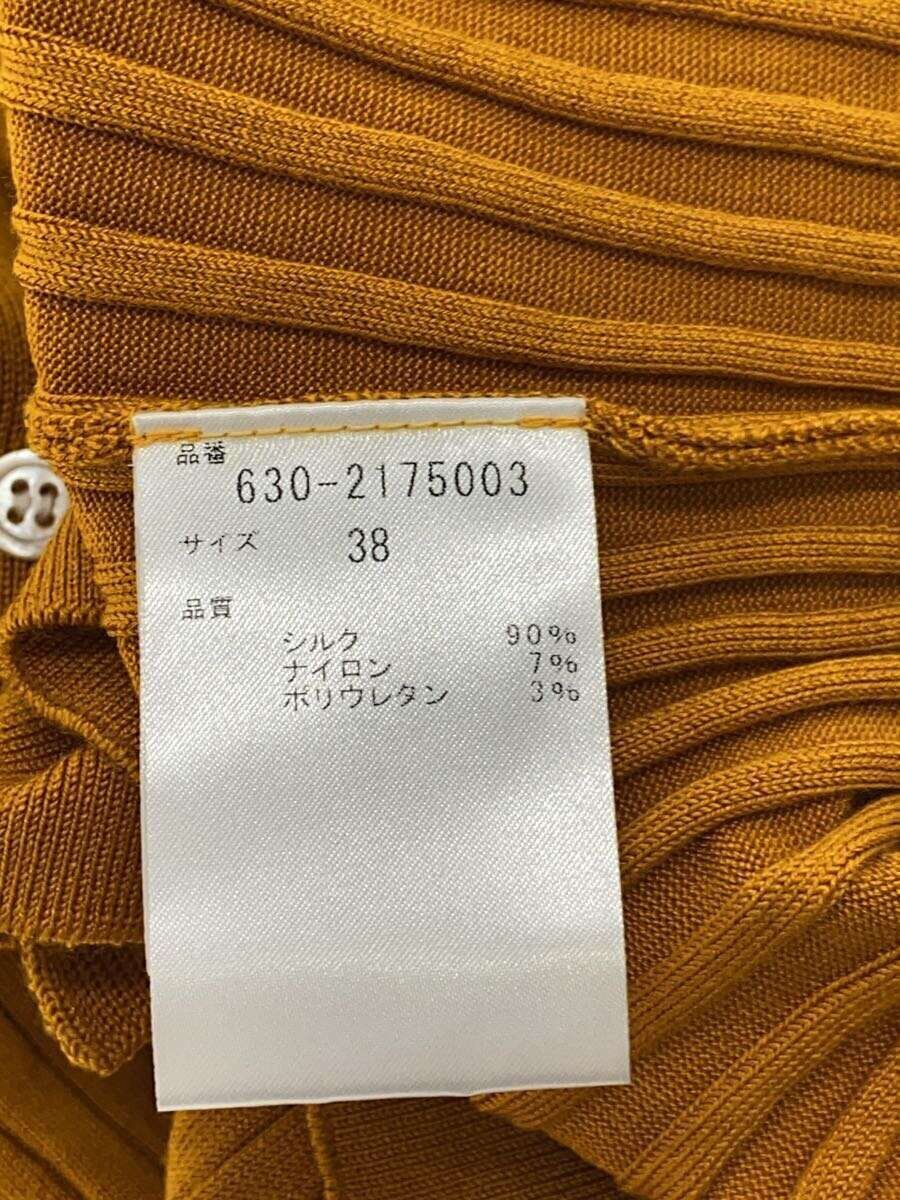 品番
630-2175003
サイズ 38
品質
シルク 90%
ナイロン 7%
ポリウレタン 3%